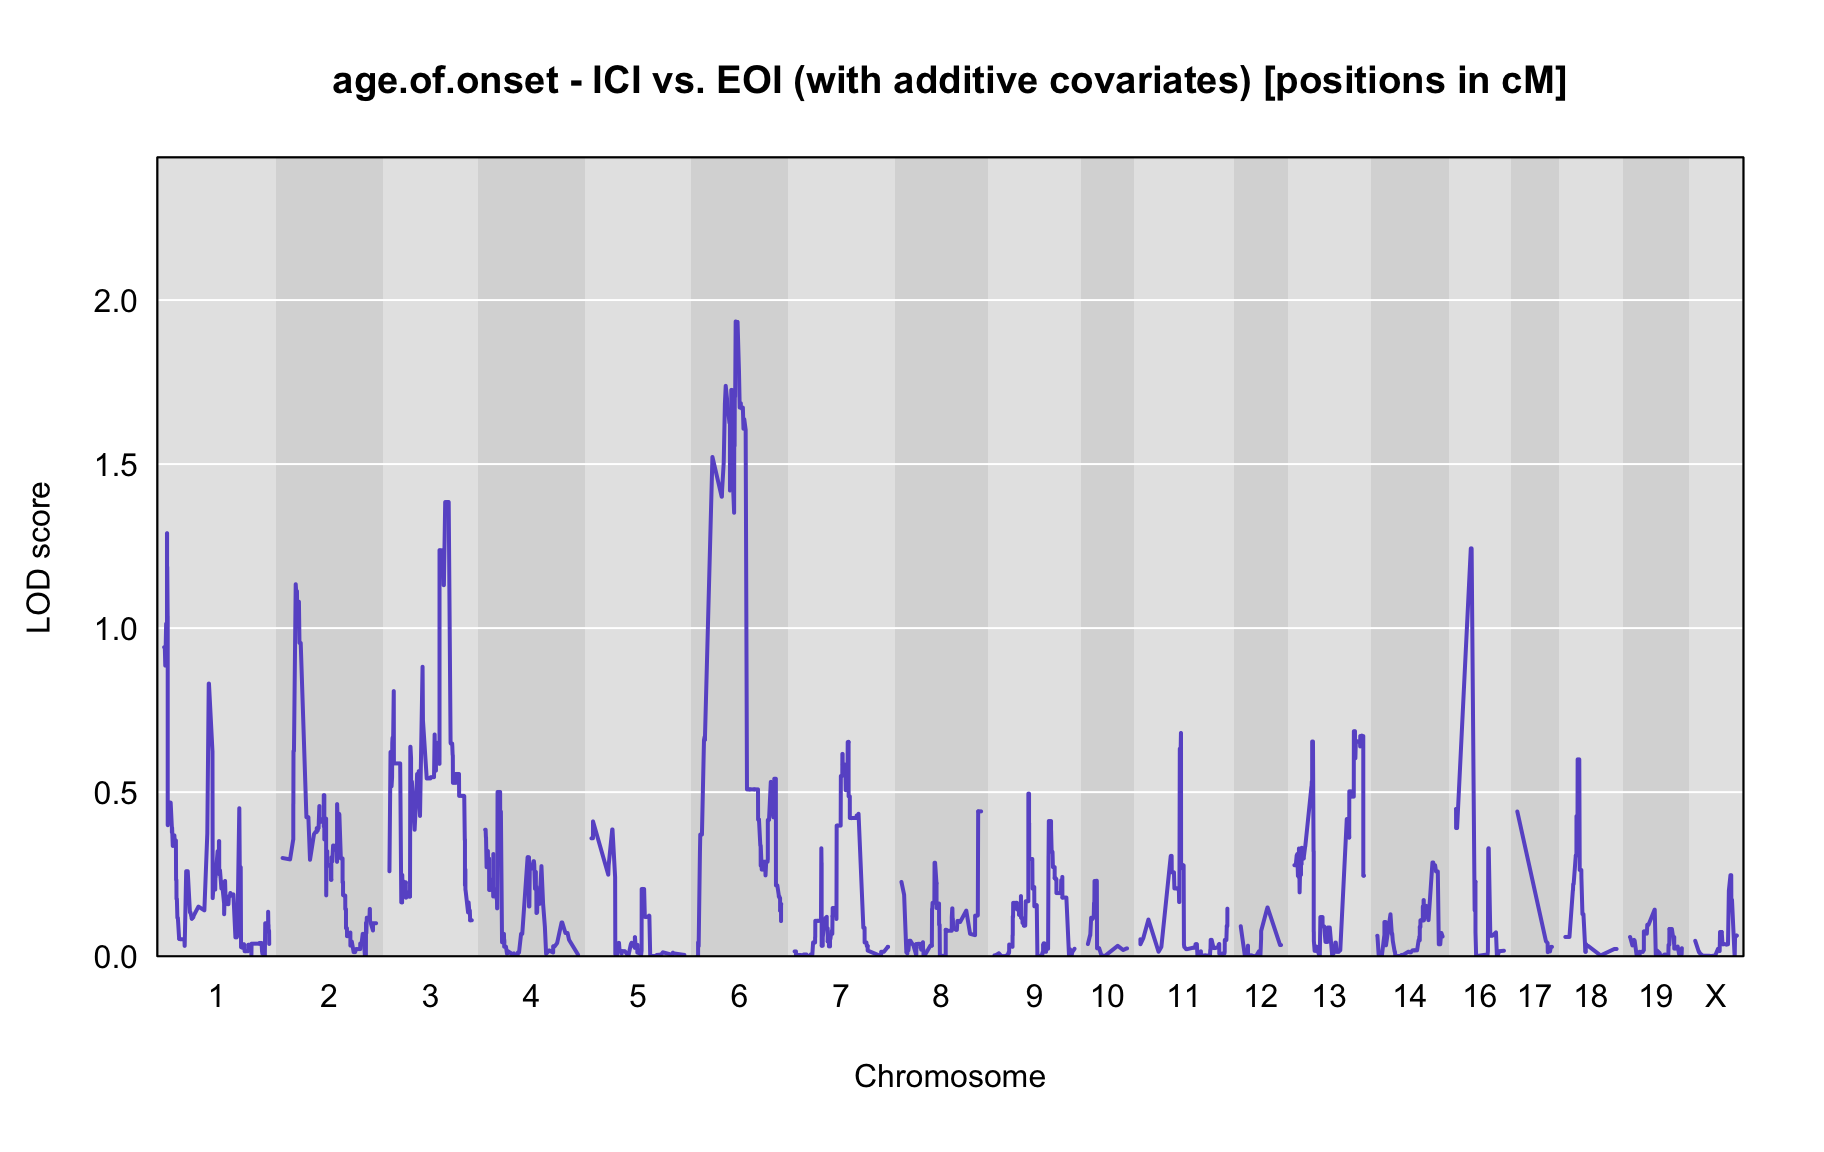 age.of.onset - ICI vs. EOI (with additive covariates) [positions in cM]
LOD score
2.0
1.5
1.0
0.5
0.0
1 2 3 4 5 6 7 8 9 10 11 12 13 14 16 17 18 19 X
Chromosome